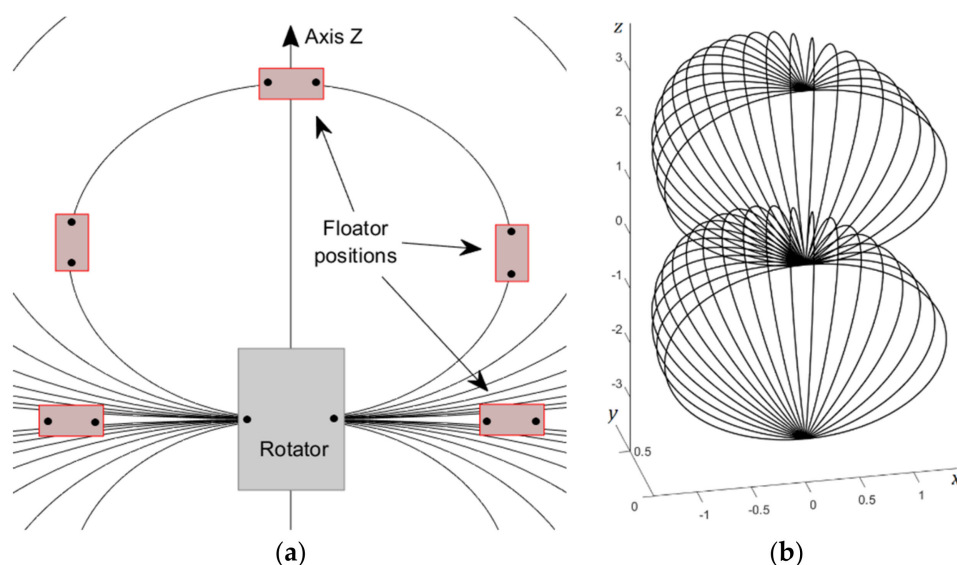 Axis Z
Floator
positions
Rotator
(a)
z
3
2
1
0
-1
-2
-3
y
0.5
0
-1
-0.5
0
0.5
1
x
(b)